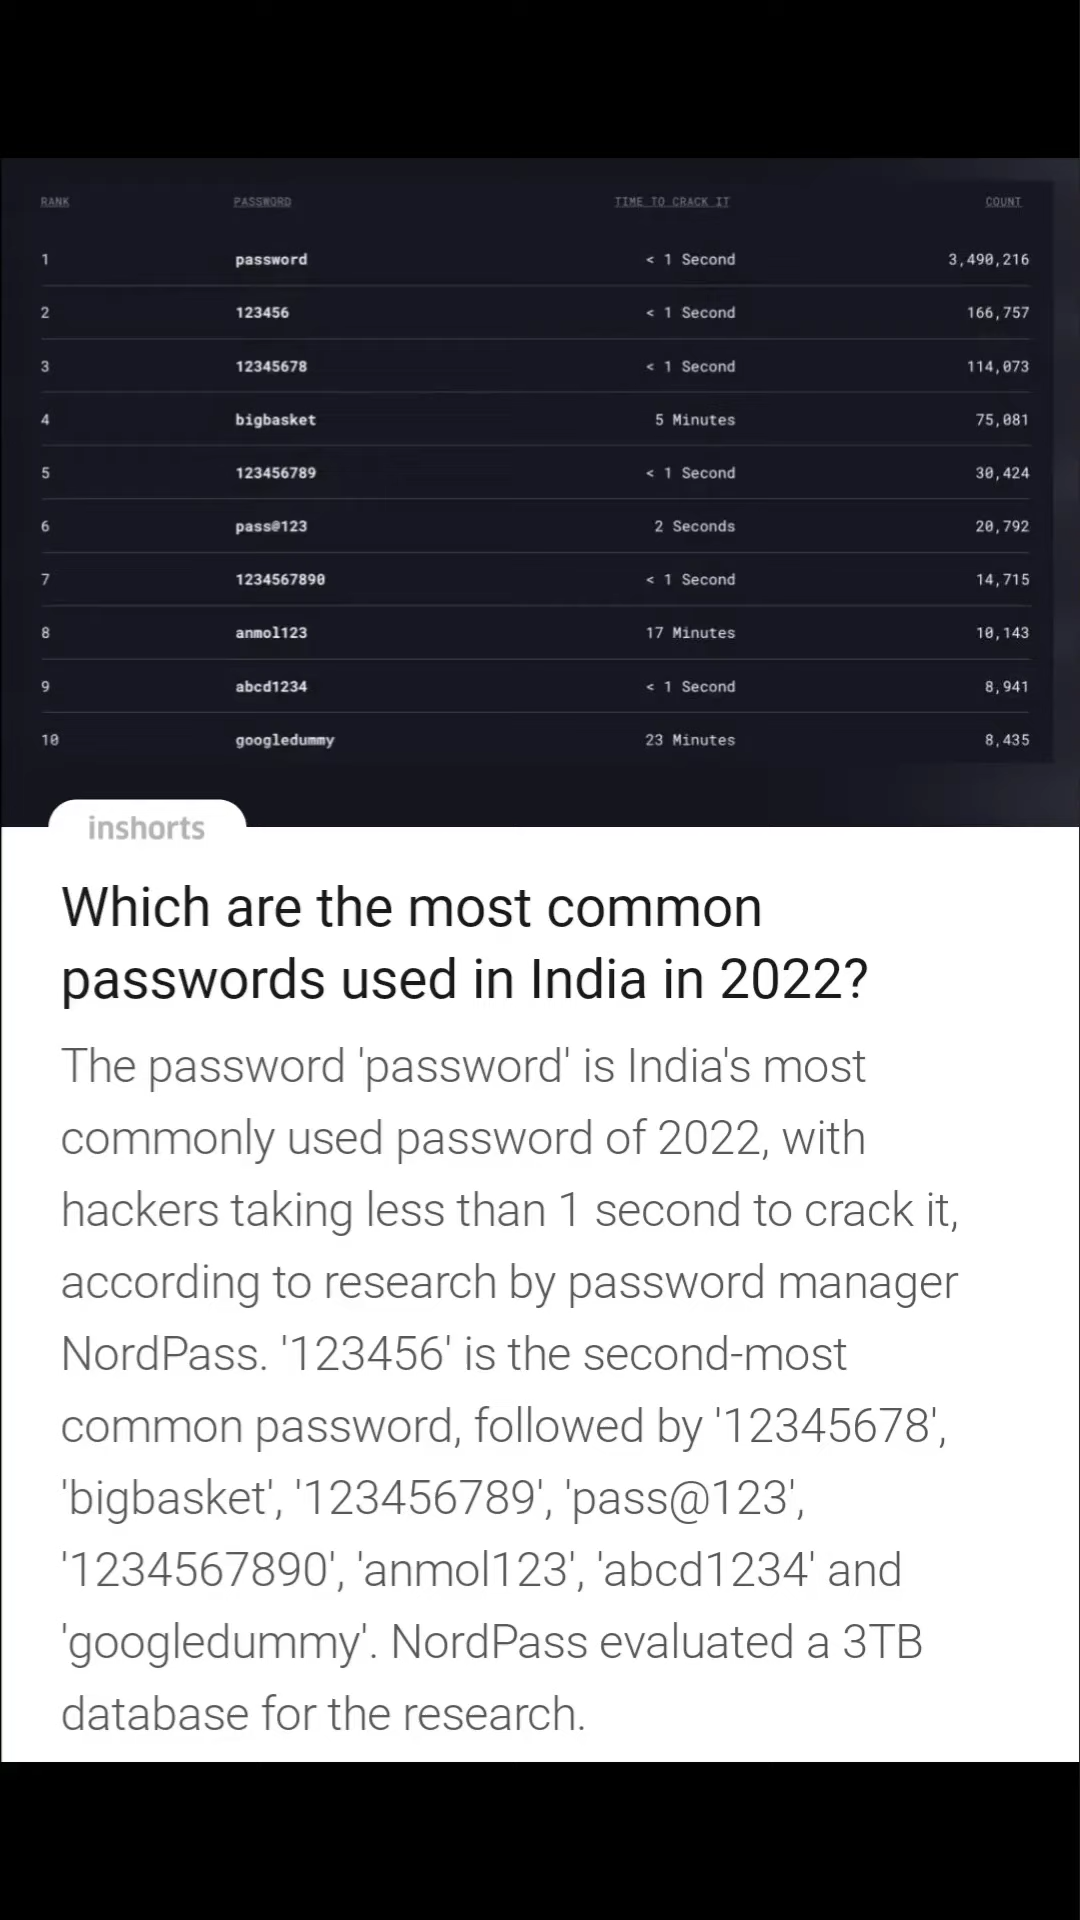 RANK PASSWORD TIME TO CRACK IT COUNT
1 password < 1 Second 3,490,216
2 123456 < 1 Second 166,757
3 12345678 < 1 Second 114,073
4 bigbasket 5 Minutes 75,081
5 123456789 < 1 Second 30,424
6 pass@123 2 Seconds 20,792
7 1234567890 < 1 Second 14,715
8 anmol123 17 Minutes 10,143
9 abcd1234 < 1 Second 8,941
10 googledummy 23 Minutes 8,435
inshorts
Which are the most common
passwords used in India in 2022?
The password 'password' is India's most
commonly used password of 2022, with
hackers taking less than 1 second to crack it,
according to research by password manager
NordPass. '123456' is the second-most
common password, followed by '12345678',
'bigbasket', '123456789', 'pass@123',
'1234567890', 'anmol123', 'abcd1234' and
'googledummy'. NordPass evaluated a 3TB
database for the research.